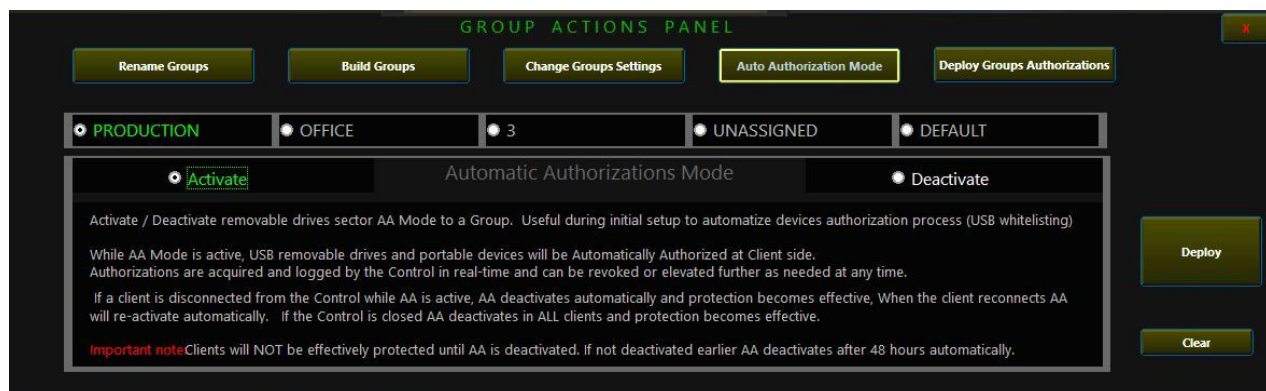 GROUP ACTIONS PANEL
X
Rename Groups
Build Groups
Change Groups Settings
Auto Authorization Mode
Deploy Groups Authorizations
PRODUCTION
OFFICE
3
UNASSIGNED
DEFAULT
Activate
Automatic Authorizations Mode
Deactivate
Activate / Deactivate removable drives sector AA Mode to a Group. Useful during initial setup to automatize devices authorization process (USB whitelisting)
While AA Mode is active, USB removable drives and portable devices will be Automatically Authorized at Client side.
Authorizations are acquired and logged by the Control in real-time and can be revoked or elevated further as needed at any time.
If a client is disconnected from the Control while AA is active, AA deactivates automatically and protection becomes effective, When the client reconnects AA
will re-activate automatically. If the Control is closed AA deactivates in ALL clients and protection becomes effective.
Important note:Clients will NOT be effectively protected until AA is deactivated. If not deactivated earlier AA deactivates after 48 hours automatically.
Deploy
Clear